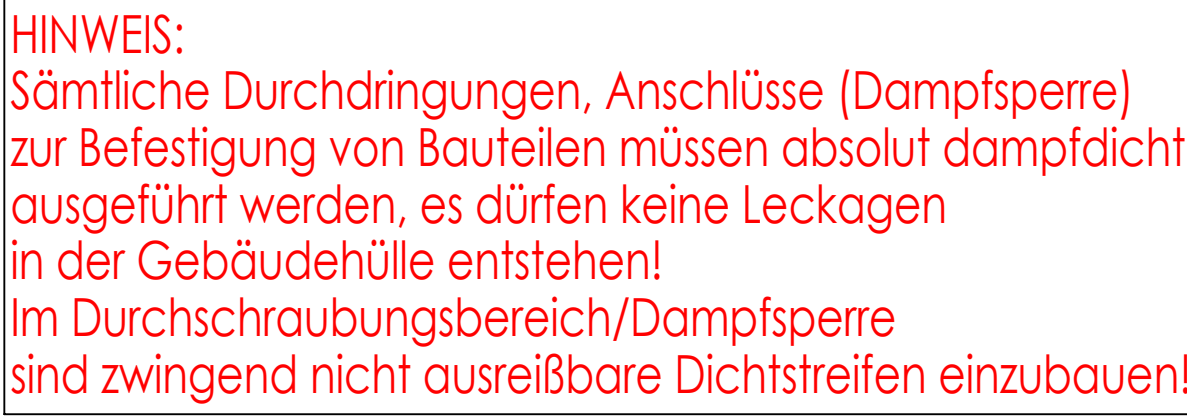 HINWEIS:
Sämtliche Durchdringungen, Anschlüsse (Dampfsperre)
zur Befestigung von Bauteilen müssen absolut dampfdicht
ausgeführt werden, es dürfen keine Leckagen
in der Gebäudehülle entstehen!
Im Durchschraubungsbereich/Dampfsperre
sind zwingend nicht ausreißbare Dichtstreifen einzubauen!